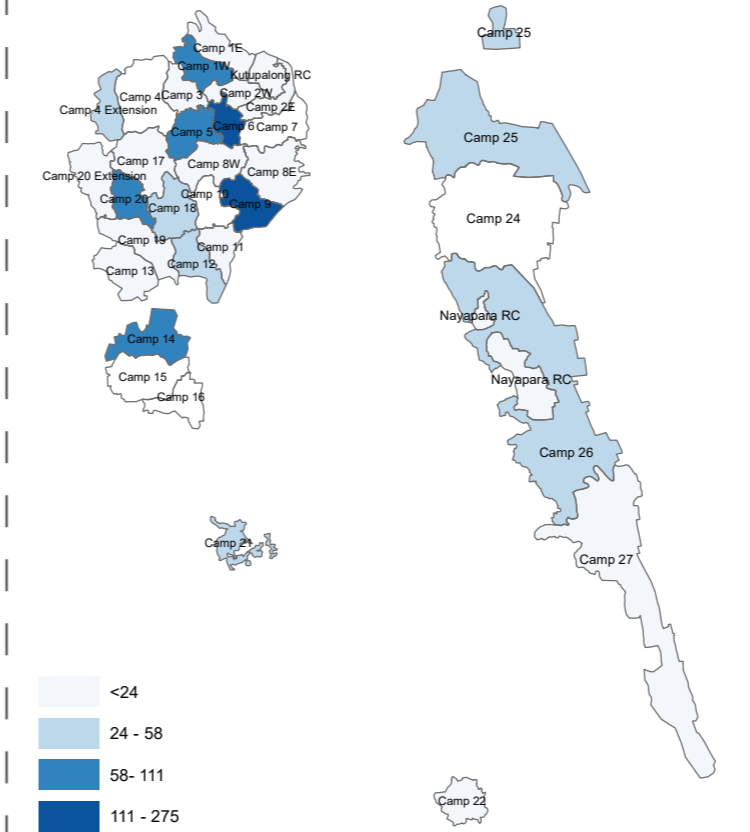 Camp 25
Camp 1E
Camp 1W
Kutupalong RC
Camp 4
Camp 3
Camp 2W
Camp 4 Extension
Camp 2E
Camp 5
Camp 6
Camp 7
Camp 25
Camp 17
Camp 8W
Camp 20 Extension
Camp 8E
Camp 10
Camp 20
Camp 18
Camp 9
Camp 24
Camp 19
Camp 11
Camp 13
Camp 12
Nayapara RC
Camp 14
Camp 15
Nayapara RC
Camp 16
Camp 26
Camp 21
Camp 27
<24
24 - 58
58- 111
Camp 22
111 - 275